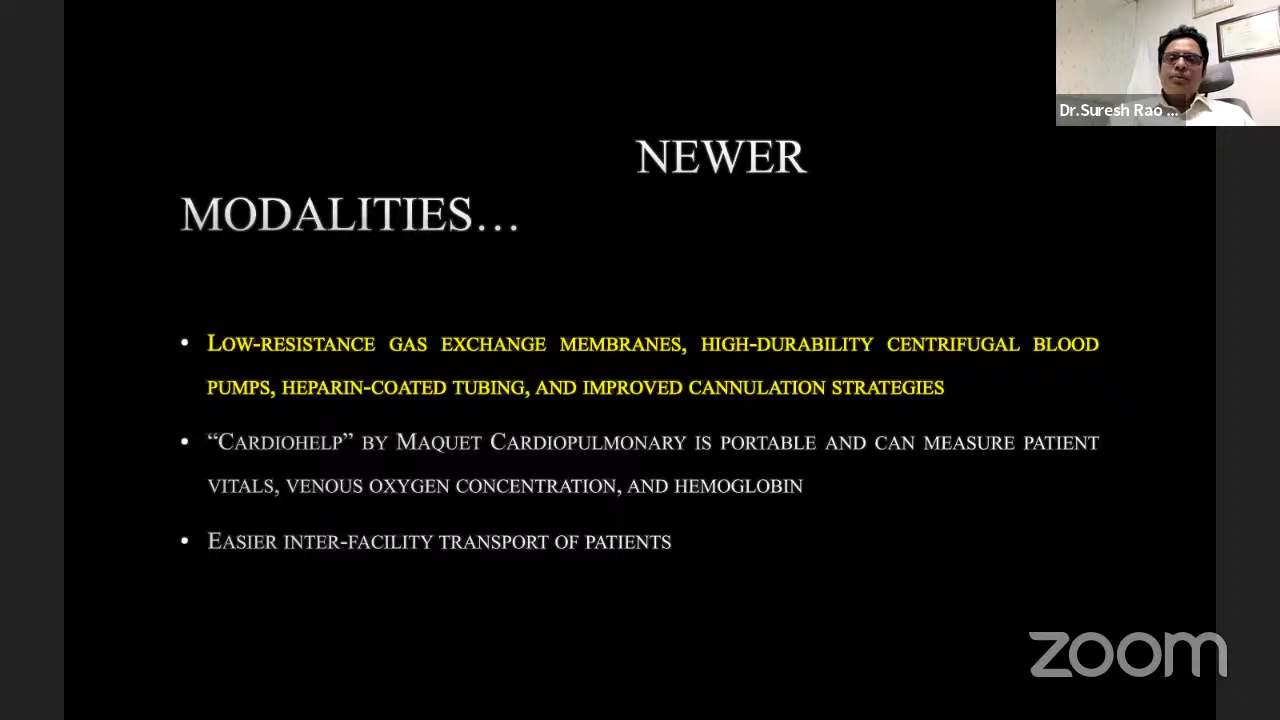 Dr.Suresh Rao ...
NEWER
MODALITIES...
• LOW-RESISTANCE GAS EXCHANGE MEMBRANES, HIGH-DURABILITY CENTRIFUGAL BLOOD
PUMPS, HEPARIN-COATED TUBING, AND IMPROVED CANNULATION STRATEGIES
• “CARDIOHELP” BY MAQUET CARDIOPULMONARY IS PORTABLE AND CAN MEASURE PATIENT
VITALS, VENOUS OXYGEN CONCENTRATION, AND HEMOGLOBIN
• EASIER INTER-FACILITY TRANSPORT OF PATIENTS
zoom